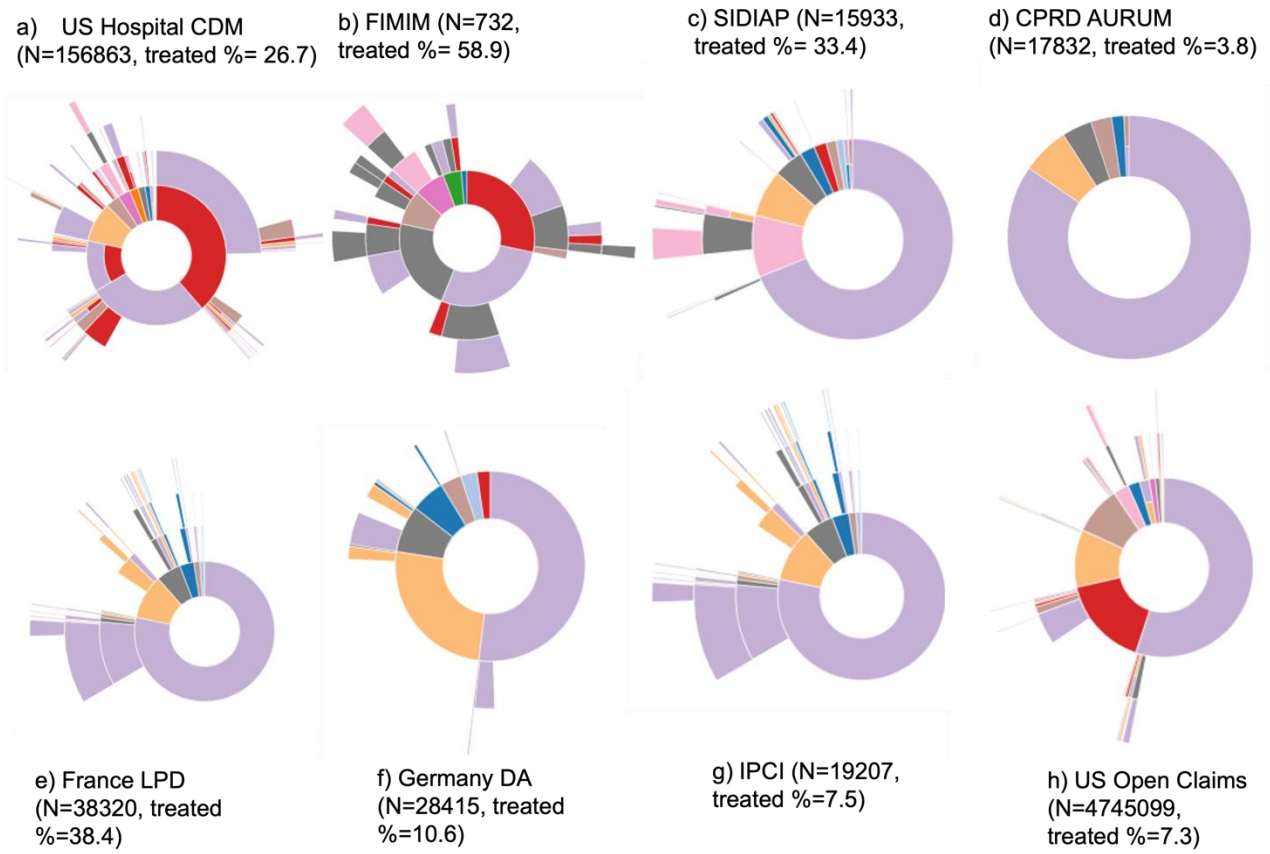 a) US Hospital CDM
(N=156863, treated %= 26.7)
b) FIMIM (N=732,
treated %= 58.9)
c) SIDIAP (N=15933,
treated %= 33.4)
d) CPRD AURUM
(N=17832, treated %=3.8)
e) France LPD
(N=38320, treated
%=38.4)
f) Germany DA
(N=28415, treated
%=10.6)
g) IPCI (N=19207,
treated %=7.5)
h) US Open Claims
(N=4745099,
treated %=7.3)